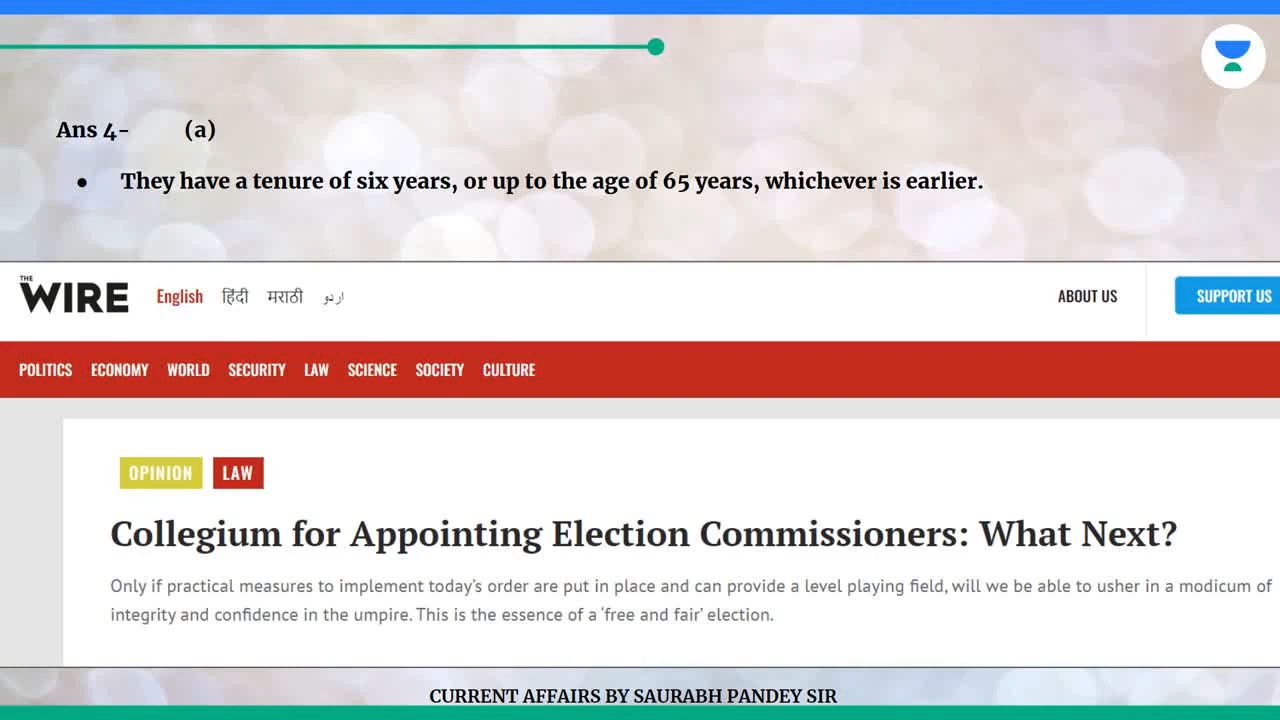 Ans 4- (a)
● They have a tenure of six years, or up to the age of 65 years, whichever is earlier.
THE
WIRE English हिंदी मराठी اردو ABOUT US SUPPORT US
POLITICS ECONOMY WORLD SECURITY LAW SCIENCE SOCIETY CULTURE
OPINION LAW
Collegium for Appointing Election Commissioners: What Next?
Only if practical measures to implement today's order are put in place and can provide a level playing field, will we be able to usher in a modicum of
integrity and confidence in the umpire. This is the essence of a ‘free and fair’ election.
CURRENT AFFAIRS BY SAURABH PANDEY SIR